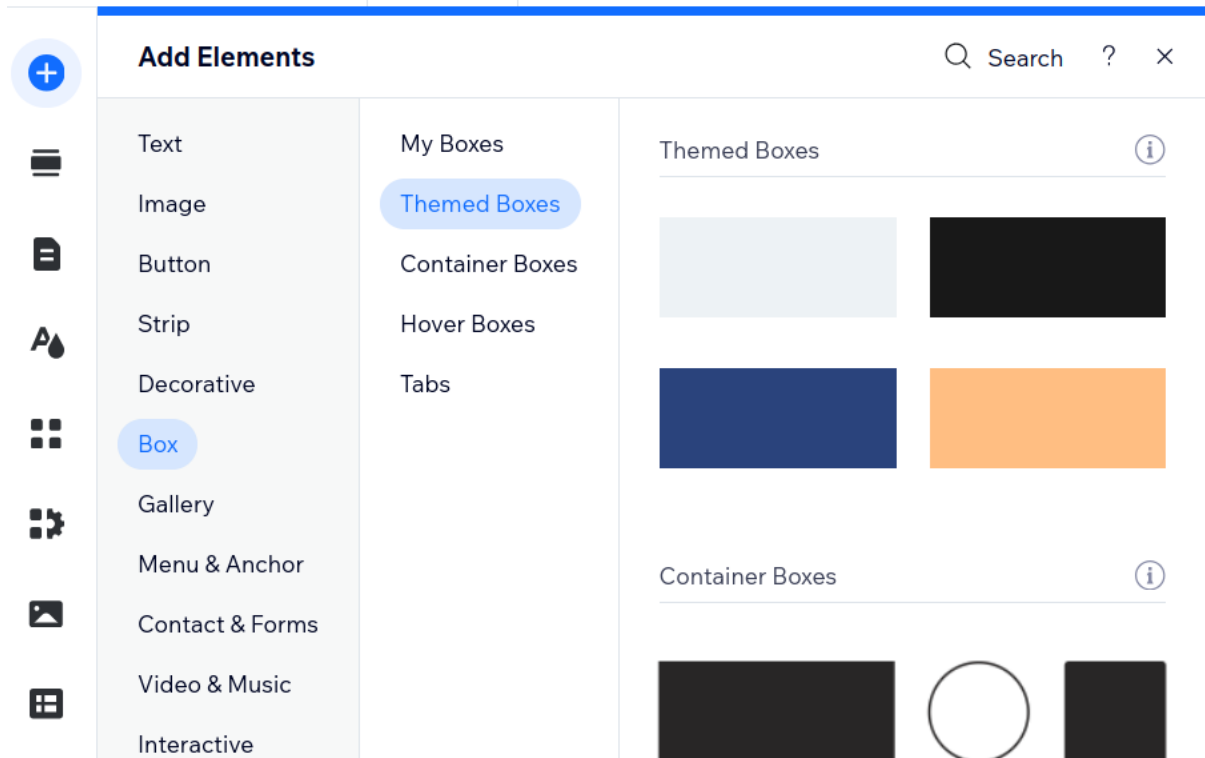 Add Elements
Search ? ×
Text
Image
Button
Strip
Decorative
Box
Gallery
Menu & Anchor
Contact & Forms
Video & Music
Interactive
My Boxes
Themed Boxes
Container Boxes
Hover Boxes
Tabs
Themed Boxes
Container Boxes